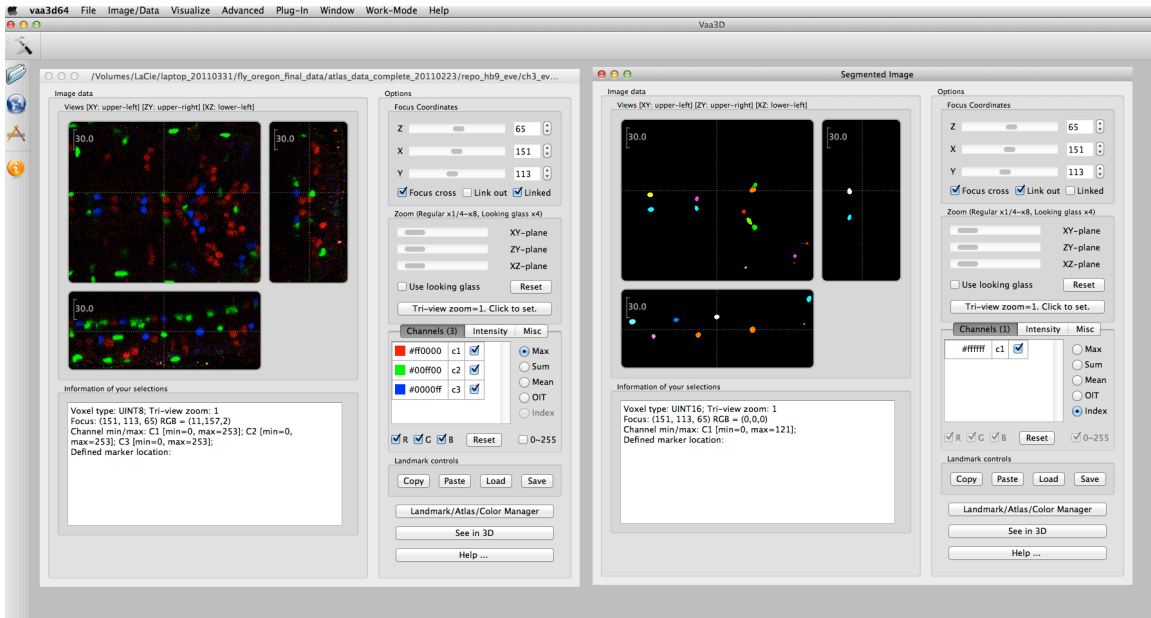 vaa3d64 File Image/Data Visualize Advanced Plug-In Window Work-Mode Help
Vaa3D
/Volumes/LaCie/laptop_20110331/fly_oregon_final_data/atlas_data_complete_20110223/repo_hb9_eve/ch3_ev...
Image data
Views [XY: upper-left] [ZY: upper-right] [XZ: lower-left]
30.0
30.0
30.0
Information of your selections
Voxel type: UINT8; Tri-view zoom: 1
Focus: (151, 113, 65) RGB = (11,157,2)
Channel min/max: C1 [min=0, max=253]; C2 [min=0,
max=253]; C3 [min=0, max=253];
Defined marker location:
Options
Focus Coordinates
Z 65
X 151
Y 113
Focus cross Link out Linked
Zoom (Regular x1/4~x8, Looking glass x4)
XY-plane
ZY-plane
XZ-plane
Use looking glass Reset
Tri-view zoom=1. Click to set.
Channels (3) Intensity Misc
#ff0000 c1
#00ff00 c2
#0000ff c3
Max
Sum
Mean
OIT
Index
R G B Reset 0~255
Landmark controls
Copy Paste Load Save
Landmark/Atlas/Color Manager
See in 3D
Help ...
Segmented Image
Image data
Views [XY: upper-left] [ZY: upper-right] [XZ: lower-left]
30.0
30.0
30.0
Information of your selections
Voxel type: UINT16; Tri-view zoom: 1
Focus: (151, 113, 65) RGB = (0,0,0)
Channel min/max: C1 [min=0, max=121];
Defined marker location:
Options
Focus Coordinates
Z 65
X 151
Y 113
Focus cross Link out Linked
Zoom (Regular x1/4~x8, Looking glass x4)
XY-plane
ZY-plane
XZ-plane
Use looking glass Reset
Tri-view zoom=1. Click to set.
Channels (1) Intensity Misc
#ffffff c1
Max
Sum
Mean
OIT
Index
R G B Reset 0~255
Landmark controls
Copy Paste Load Save
Landmark/Atlas/Color Manager
See in 3D
Help ...